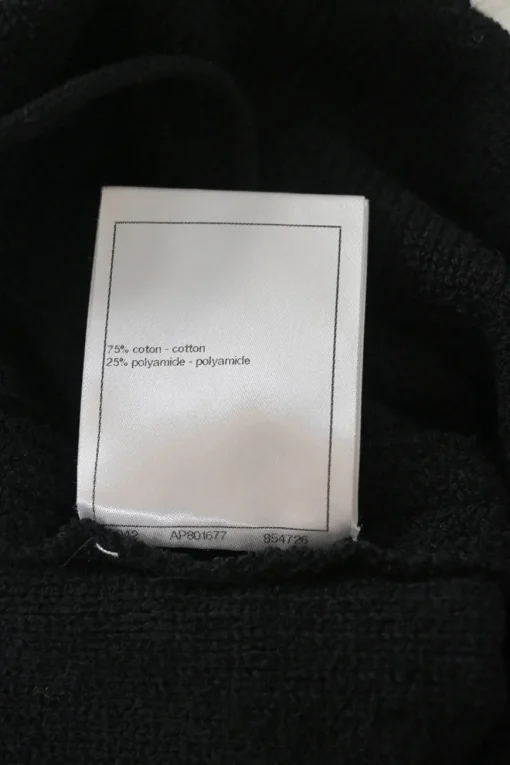 75% coton - cotton
25% polyamide - polyamide
AP801677 854726